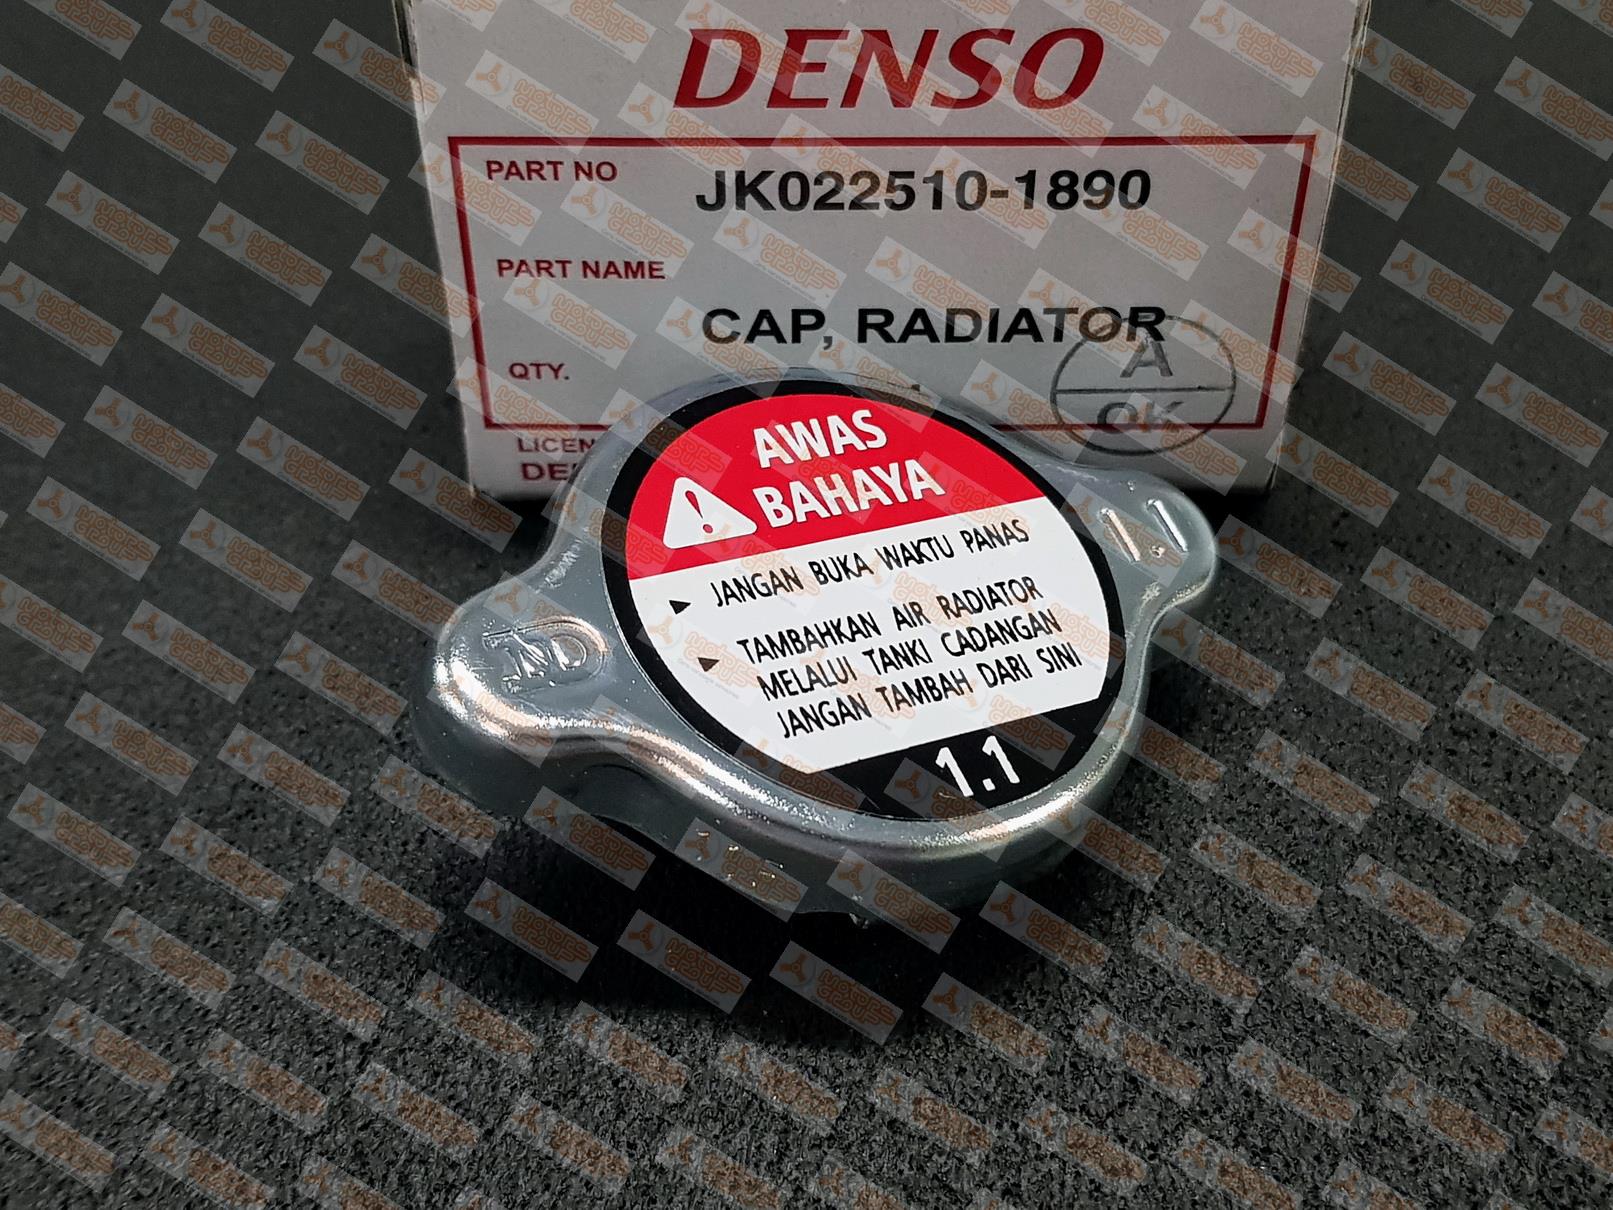 DENSO
PART NO
JK022510-1890
PART NAME
CAP, RADIATOR
QTY.
A
OK
AWAS
BAHAYA
JANGAN BUKA WAKTU PANAS
TAMBAHKAN AIR RADIATOR
MELALUI TANKI CADANGAN
JANGAN TAMBAH DARI SINI
1.1
1.1
ND